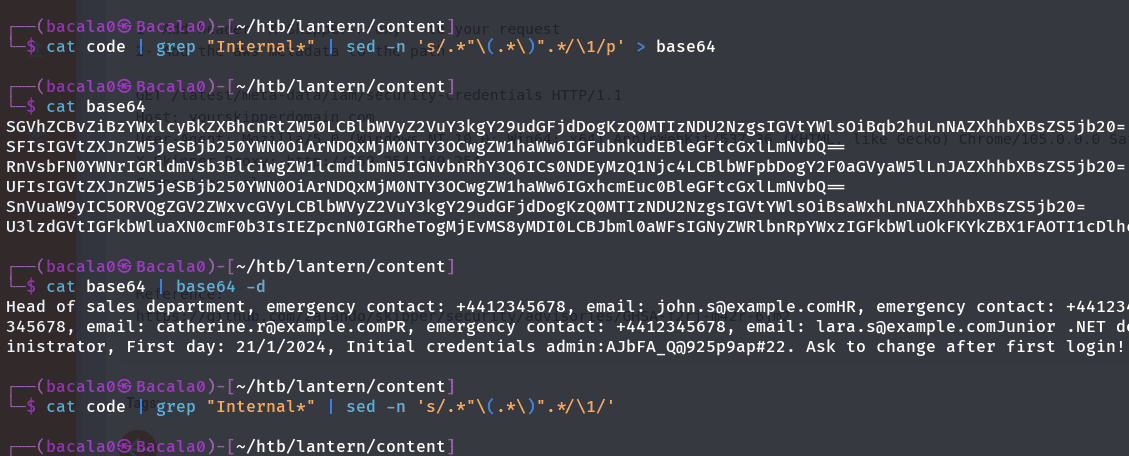 ┌──(bacala0㉿Bacala0)-[~/htb/lantern/content]
└─$ cat code | grep "Internal*" | sed -n 's/.*"\(.*\)".*/\1/p' > base64
┌──(bacala0㉿Bacala0)-[~/htb/lantern/content]
└─$ cat base64
SGVhZCBvZiBzYWxlcyBkZXBhcnRtZW50LCBlbWVyZ2VuY3kgY29udGFjdDogKzQ0MTIzNDU2NzgsIGVtYWlsOiBqb2huLnNAZXhhbXBsZS5jb20=
SFIsIGVtZXJnZW5jeSBjb250YWN0OiArNDQxMjM0NTY3OCwgZW1haWw6IGFubnkudEBleGFtcGxlLmNvbQ==
RnVsbFN0YWNrIGRldmVsb3BlciwgZW1lcmdlbmN5IGNvbnRhY3Q6ICs0NDEyMzQ1Njc4LCBlbWFpbDogY2F0aGVyaW5lLnJAZXhhbXBsZS5jb20=
UFIsIGVtZXJnZW5jeSBjb250YWN0OiArNDQxMjM0NTY3OCwgZW1haWw6IGxhcmEuc0BleGFtcGxlLmNvbQ==
SnVuaW9yIC5ORVQgZGV2ZWxvcGVyLCBlbWVyZ2VuY3kgY29udGFjdDogKzQ0MTIzNDU2NzgsIGVtYWlsOiBsaWxhLnNAZXhhbXBsZS5jb20=
┌──(bacala0㉿Bacala0)-[~/htb/lantern/content]
└─$ cat base64 | base64 -d
Head of sales department, emergency contact: +4412345678, email: john.s@example.comHR, emergency contact: +44123
345678, email: catherine.r@example.comPR, emergency contact: +4412345678, email: lara.s@example.comJunior .NET de
inistrator, First day: 21/1/2024, Initial credentials admin:AJbFA_Q@925p9ap#22. Ask to change after first login!
┌──(bacala0㉿Bacala0)-[~/htb/lantern/content]
└─$ cat code | grep "Internal*" | sed -n 's/.*"\(.*\)".*/\1/'
┌──(bacala0㉿Bacala0)-[~/htb/lantern/content]